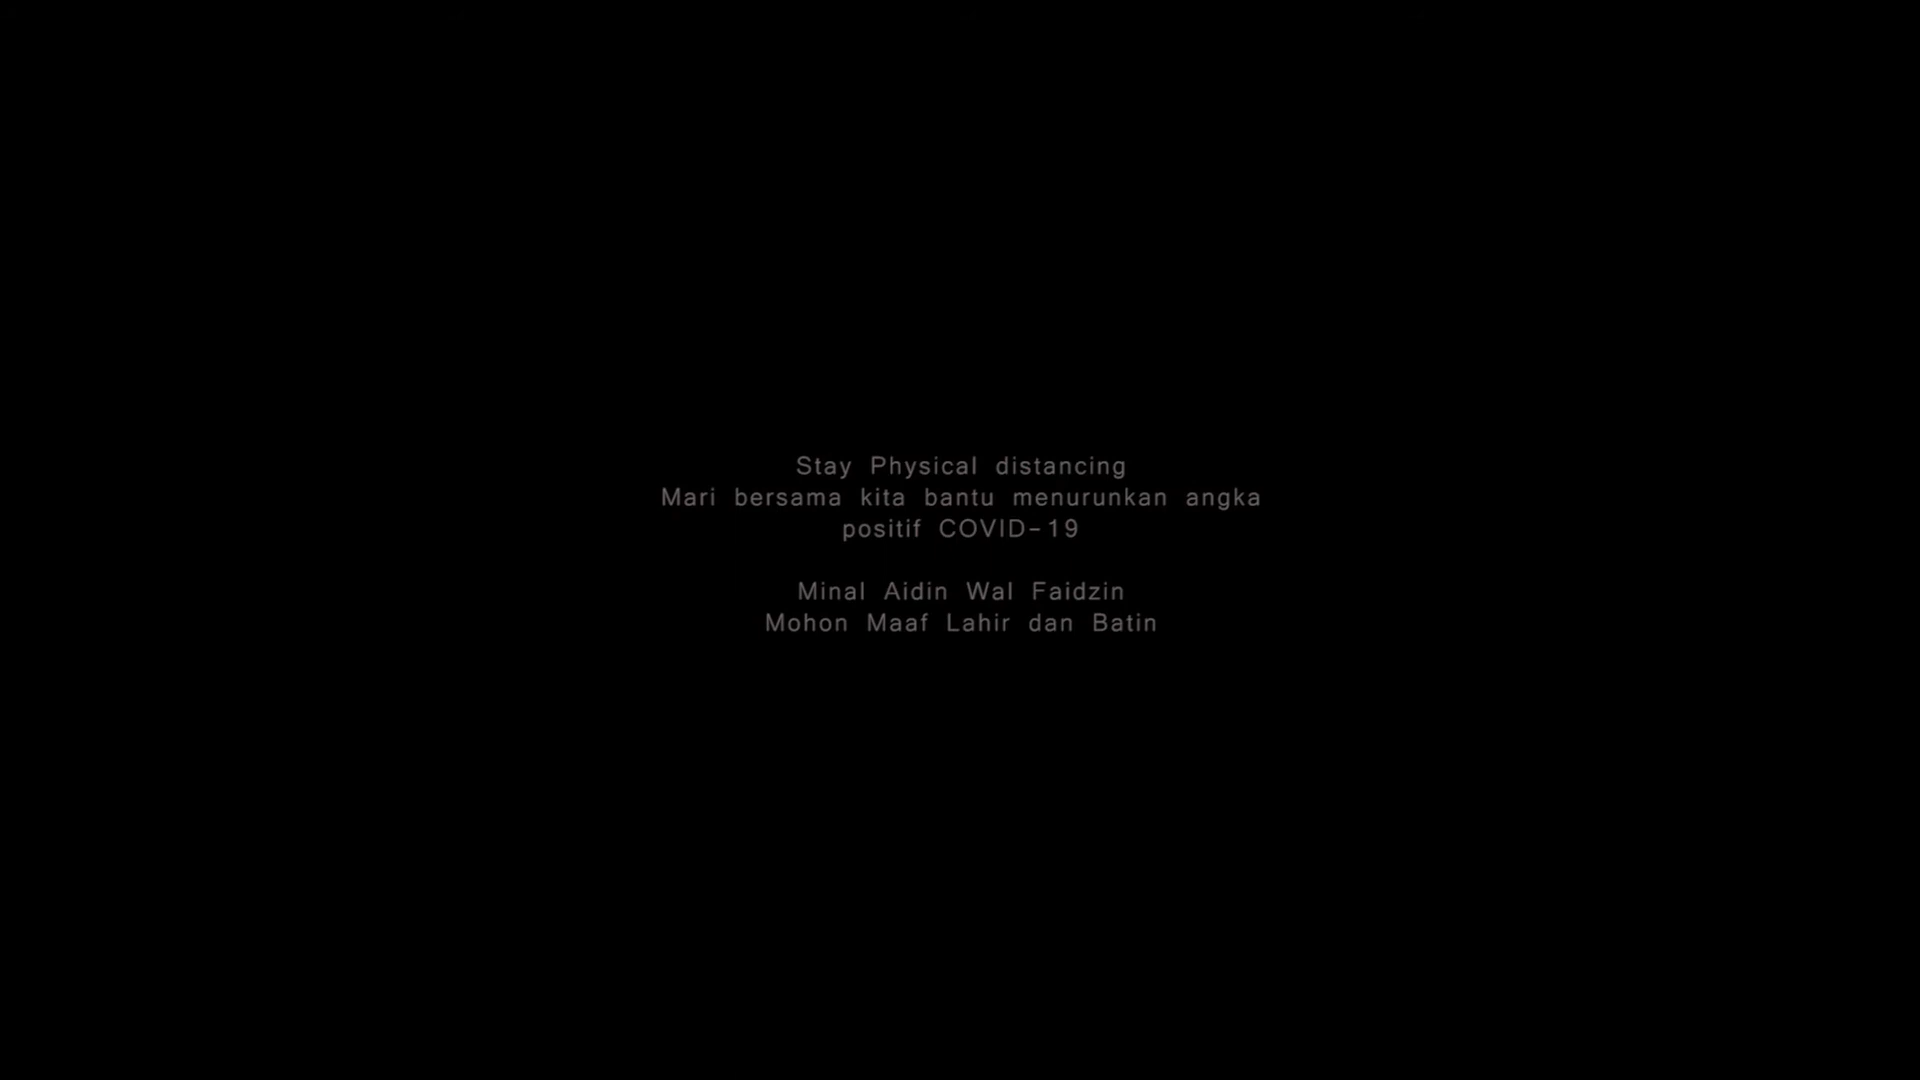 Stay Physical distancing
Mari bersama kita bantu menurunkan angka
positif COVID-19
Minal Aidin Wal Faidzin
Mohon Maaf Lahir dan Batin